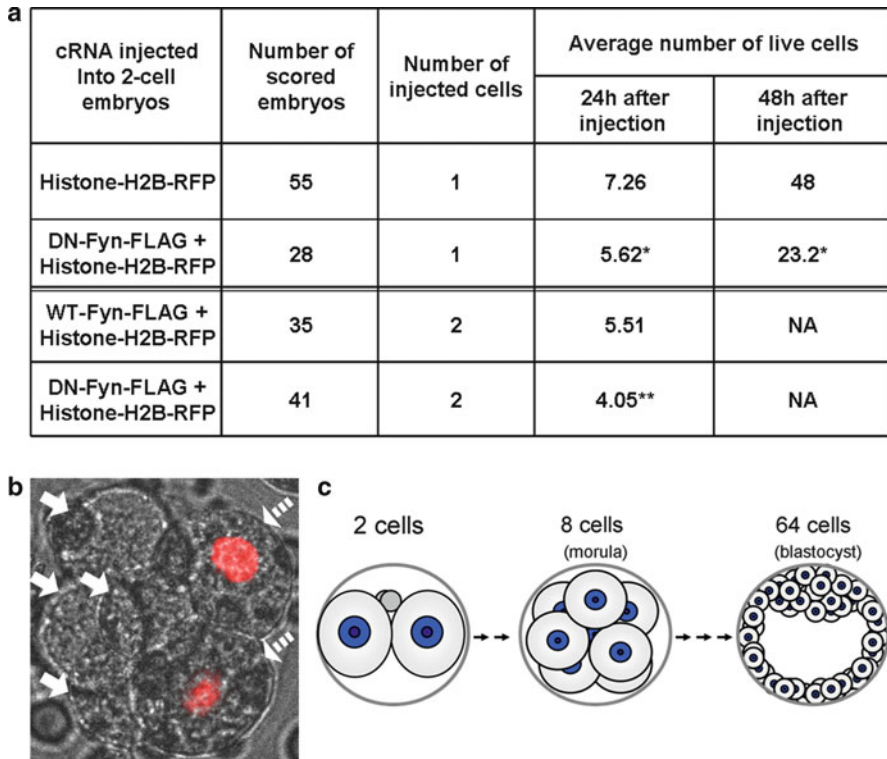 a
cRNA injected
Into 2-cell
embryos
Number of
scored
embryos
Number of
injected cells
Average number of live cells
24h after
injection
48h after
injection
Histone-H2B-RFP 55 1 7.26 48
DN-Fyn-FLAG +
Histone-H2B-RFP 28 1 5.62* 23.2*
WT-Fyn-FLAG +
Histone-H2B-RFP 35 2 5.51 NA
DN-Fyn-FLAG +
Histone-H2B-RFP 41 2 4.05** NA
b
c
2 cells
8 cells
(morula)
64 cells
(blastocyst)